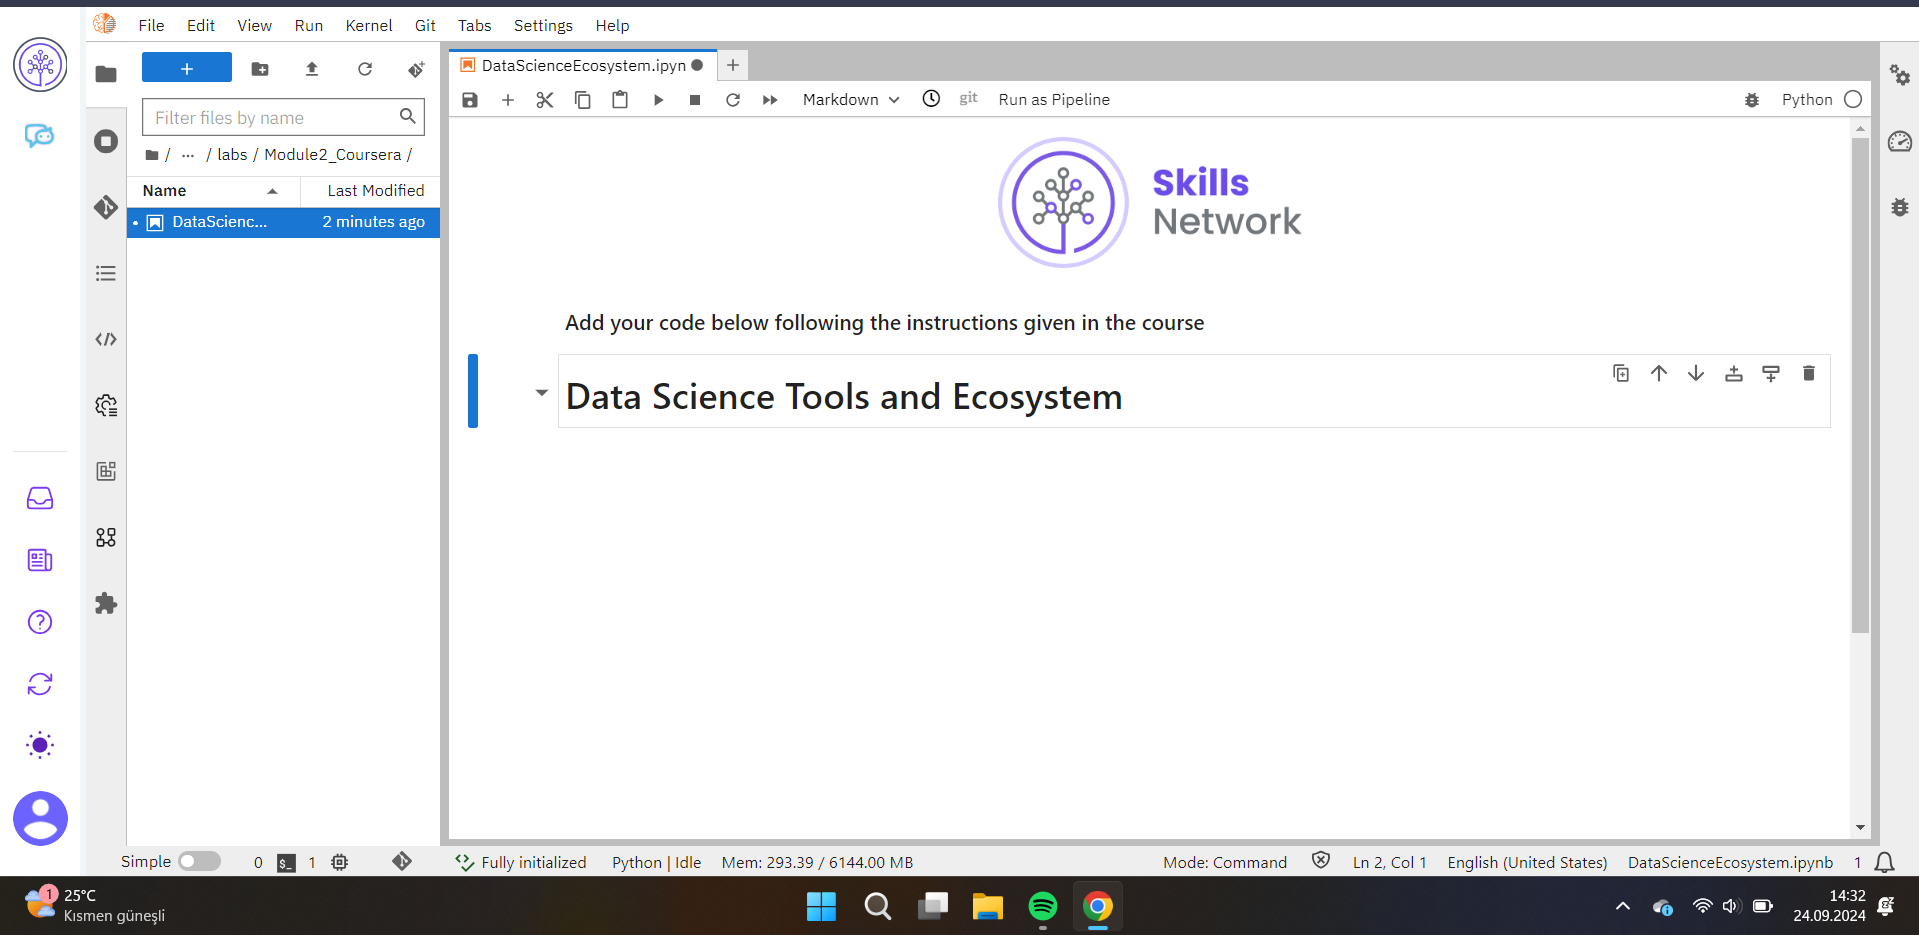 File Edit View Run Kernel Git Tabs Settings Help
+
Filter files by name
/ ... / labs / Module2_Coursera /
Name Last Modified
DataScienc... 2 minutes ago
DataScienceEcosystem.ipyn
Markdown git Run as Pipeline Python
Skills
Network
Add your code below following the instructions given in the course
Data Science Tools and Ecosystem
Simple 0 $_ 1 Fully initialized Python | Idle Mem: 293.39 / 6144.00 MB Mode: Command Ln 2, Col 1 English (United States) DataScienceEcosystem.ipynb 1
1 25°C
Kısmen güneşli
14:32
24.09.2024